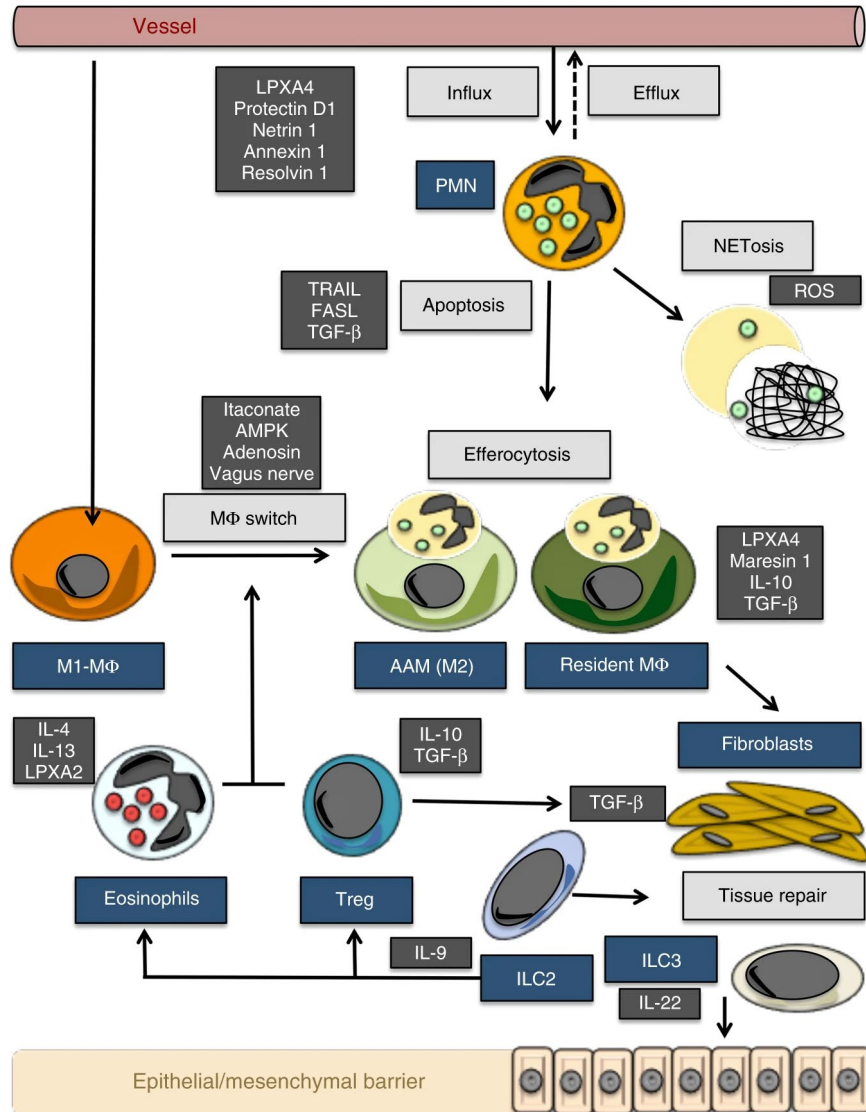 Vessel
LPXA4
Protectin D1
Netrin 1
Annexin 1
Resolvin 1
Influx
Efflux
PMN
NETosis
ROS
TRAIL
FASL
TGF-β
Apoptosis
Itaconate
AMPK
Adenosin
Vagus nerve
MΦ switch
Efferocytosis
LPXA4
Maresin 1
IL-10
TGF-β
M1-MΦ
AAM (M2)
Resident MΦ
IL-4
IL-13
LPXA2
IL-10
TGF-β
Fibroblasts
TGF-β
Eosinophils
Treg
Tissue repair
IL-9
ILC2
ILC3
IL-22
Epithelial/mesenchymal barrier